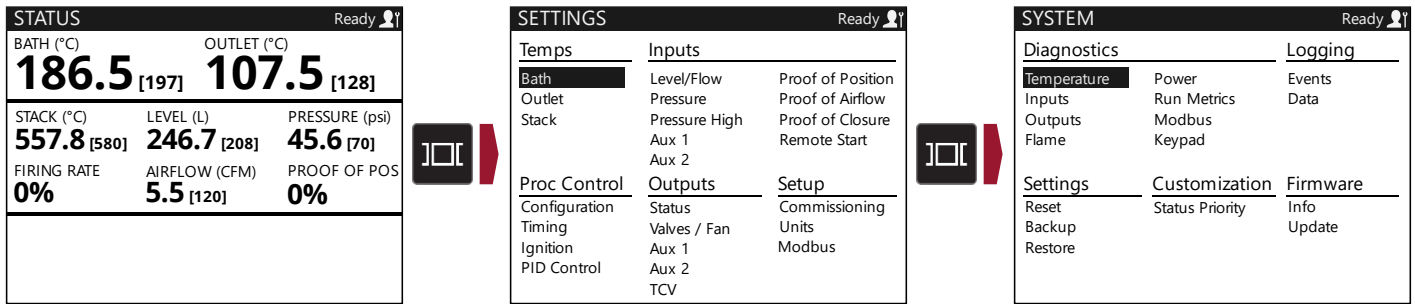 STATUS Ready
BATH (°C) OUTLET (°C)
186.5 [197] 107.5 [128]
STACK (°C) LEVEL (L) PRESSURE (psi)
557.8 [580] 246.7 [208] 45.6 [70]
FIRING RATE AIRFLOW (CFM) PROOF OF POS
0% 5.5 [120] 0%
SETTINGS Ready
Temps Inputs
Bath Level/Flow Proof of Position
Outlet Pressure Proof of Airflow
Stack Pressure High Proof of Closure
Aux 1 Remote Start
Aux 2
Proc Control Outputs Setup
Configuration Status Commissioning
Timing Valves / Fan Units
Ignition Aux 1 Modbus
PID Control Aux 2
TCV
SYSTEM Ready
Diagnostics Logging
Temperature Power Events
Inputs Run Metrics Data
Outputs Modbus
Flame Keypad
Settings Customization Firmware
Reset Status Priority Info
Backup Update
Restore